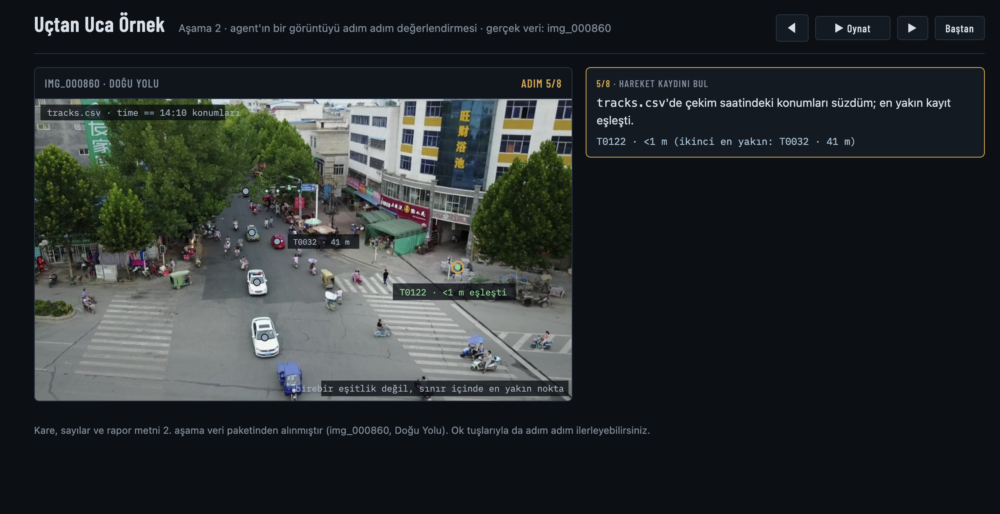 Uçtan Uca Örnek
Aşama 2 · agent'ın bir görüntüyü adım adım değerlendirmesi · gerçek veri: img_000860
◀
▶ Oynat
▶
Baştan
IMG_000860 · DOĞU YOLU
ADIM 5/8
tracks.csv · time == 14:10 konumları
友家
旺财浴池
T0032 · 41 m
T0122 · <1 m eşleşti
birebir eşitlik değil, sınır içinde en yakın nokta
5/8 · HAREKET KAYDINI BUL
tracks.csv'de çekim saatindeki konumları süzdüm; en yakın kayıt
eşleşti.
T0122 · <1 m (ikinci en yakın: T0032 · 41 m)
Kare, sayılar ve rapor metni 2. aşama veri paketinden alınmıştır (img_000860, Doğu Yolu). Ok tuşlarıyla da adım adım ilerleyebilirsiniz.